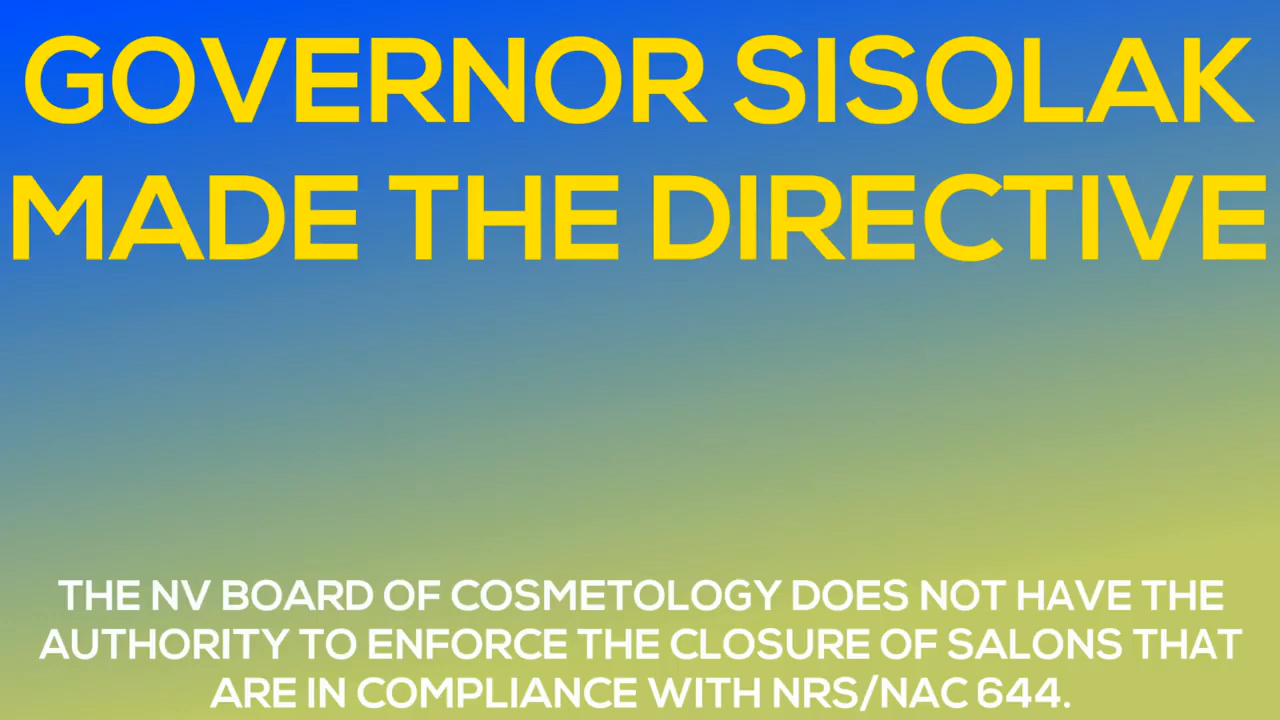 GOVERNOR SISOLAK
MADE THE DIRECTIVE
THE NV BOARD OF COSMETOLOGY DOES NOT HAVE THE
AUTHORITY TO ENFORCE THE CLOSURE OF SALONS THAT
ARE IN COMPLIANCE WITH NRS/NAC 644.